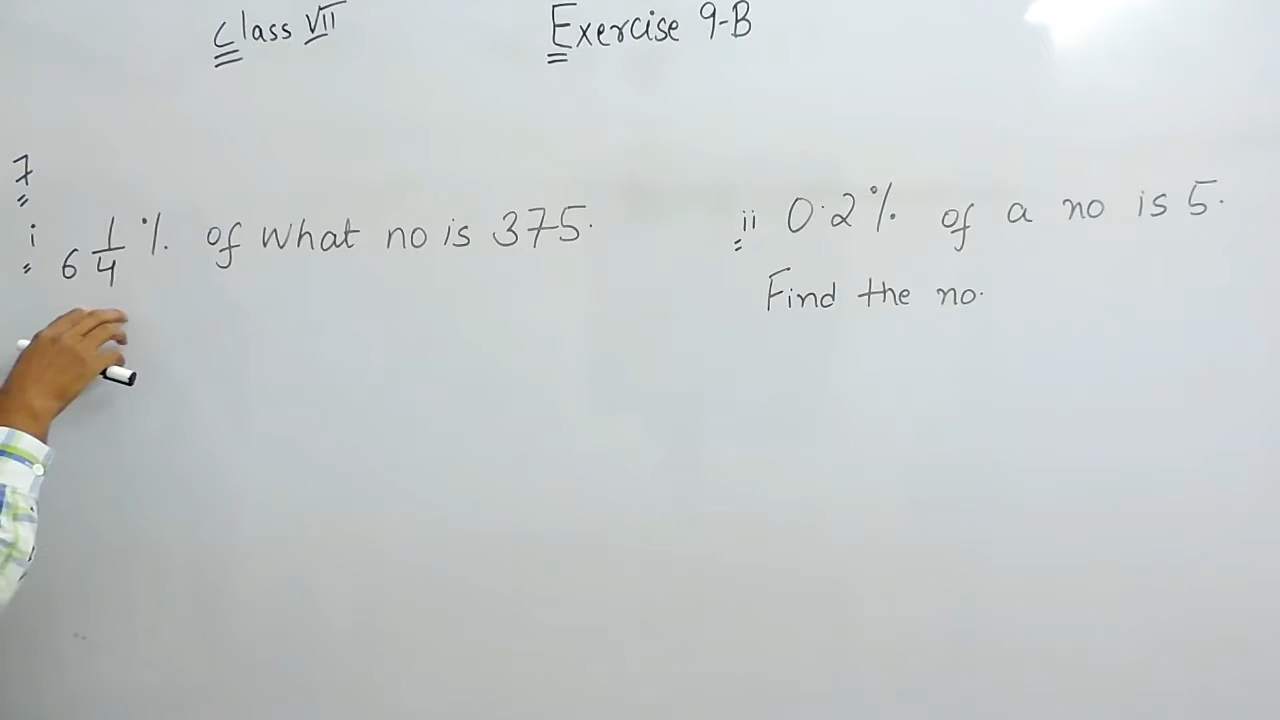 Class VII Exercise 9-B
7
i 6 1/4 % of what no is 375.
ii 0.2% of a no is 5.
Find the no.